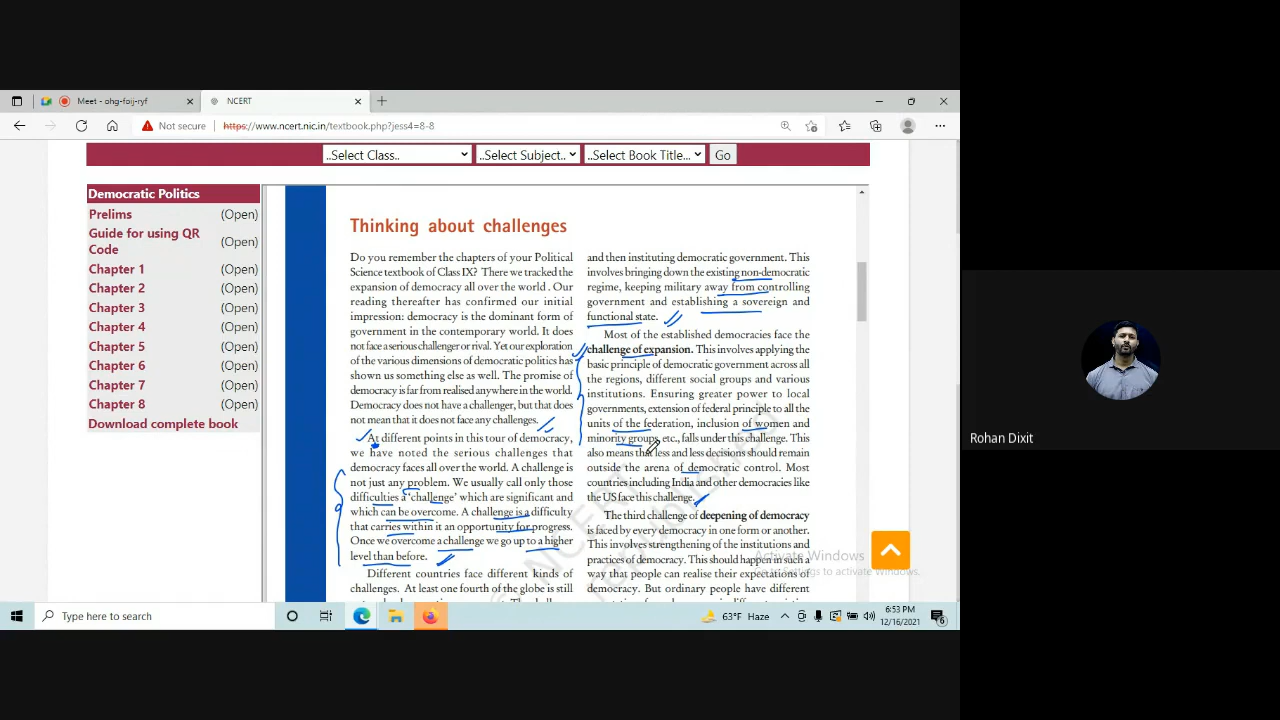 Meet - ohg-foij-ryf
NCERT
Not secure
https://www.ncert.nic.in/textbook.php?jess4=8-8
..Select Class..
..Select Subject..
..Select Book Title...
Go
Democratic Politics
Prelims (Open)
Guide for using QR Code (Open)
Chapter 1 (Open)
Chapter 2 (Open)
Chapter 3 (Open)
Chapter 4 (Open)
Chapter 5 (Open)
Chapter 6 (Open)
Chapter 7 (Open)
Chapter 8 (Open)
Download complete book
Thinking about challenges
Do you remember the chapters of your Political
Science textbook of Class IX? There we tracked the
expansion of democracy all over the world . Our
reading thereafter has confirmed our initial
impression: democracy is the dominant form of
government in the contemporary world. It does
not face a serious challenger or rival. Yet our exploration
of the various dimensions of democratic politics has
shown us something else as well. The promise of
democracy is far from realised anywhere in the world.
Democracy does not have a challenger, but that does
not mean that it does not face any challenges.
At different points in this tour of democracy,
we have noted the serious challenges that
democracy faces all over the world. A challenge is
not just any problem. We usually call only those
difficulties a 'challenge' which are significant and
which can be overcome. A challenge is a difficulty
that carries within it an opportunity for progress.
Once we overcome a challenge we go up to a higher
level than before.
Different countries face different kinds of
challenges. At least one fourth of the globe is still
and then instituting democratic government. This
involves bringing down the existing non-democratic
regime, keeping military away from controlling
government and establishing a sovereign and
functional state.
Most of the established democracies face the
challenge of expansion. This involves applying the
basic principle of democratic government across all
the regions, different social groups and various
institutions. Ensuring greater power to local
governments, extension of federal principle to all the
units of the federation, inclusion of women and
minority groups, etc., falls under this challenge. This
also means that less and less decisions should remain
outside the arena of democratic control. Most
countries including India and other democracies like
the US face this challenge.
The third challenge of deepening of democracy
is faced by every democracy in one form or another.
This involves strengthening of the institutions and
practices of democracy. This should happen in such a
way that people can realise their expectations of
democracy. But ordinary people have different
NCERT
Activate Windows
Go to Settings to activate Windows.
Type here to search
63°F Haze
6:53 PM
12/16/2021
6
Rohan Dixit